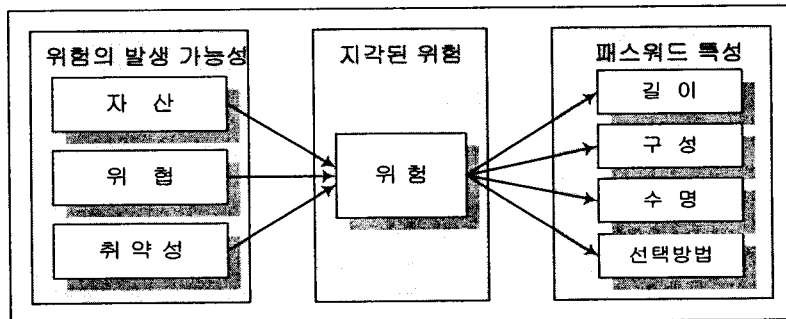 위험의 발생 가능성
자 산
위 협
취 약 성
지각된 위험
위 험
패스워드 특성
길 이
구 성
수 명
선택방법